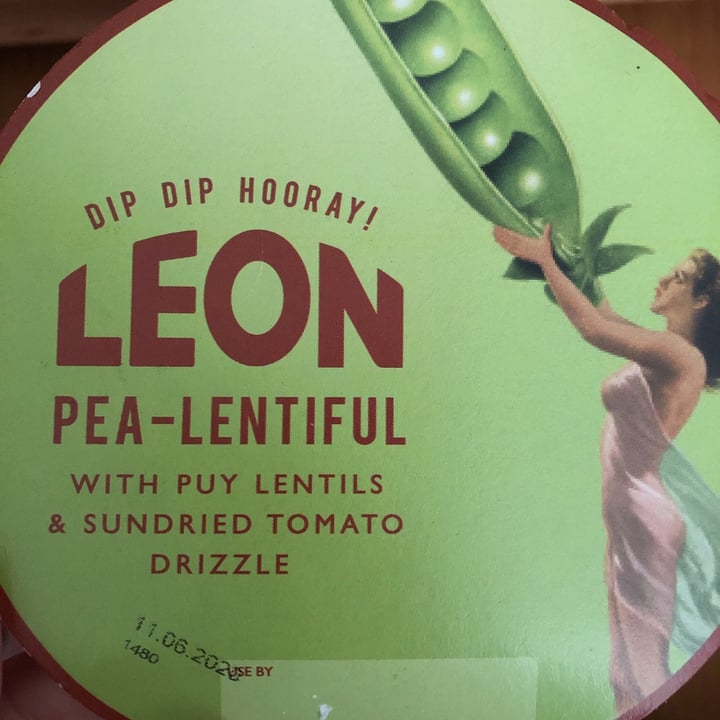 DIP DIP HOORAY!
LEON
PEA-LENTIFUL
WITH PUY LENTILS
& SUNDRIED TOMATO
DRIZZLE
1480
USE BY